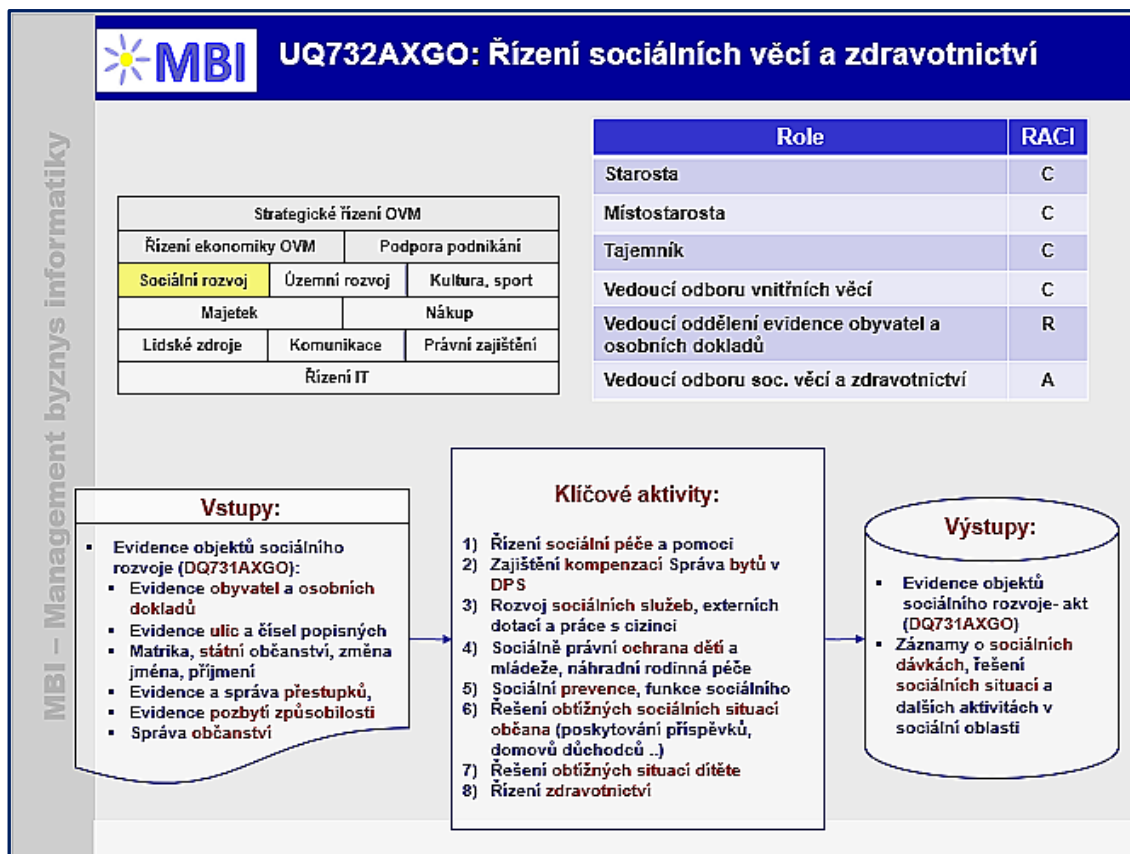 MBI
UQ732AXGO: Řízení sociálních věcí a zdravotnictví
MBI – Management byznys informatiky
Role RACI
Starosta C
Místostarosta C
Tajemník C
Vedoucí odboru vnitřních věcí C
Vedoucí oddělení evidence obyvatel a
osobních dokladů R
Vedoucí odboru soc. věcí a zdravotnictví A
Strategické řízení OVM
Řízení ekonomiky OVM Podpora podnikání
Sociální rozvoj Územní rozvoj Kultura, sport
Majetek Nákup
Lidské zdroje Komunikace Právní zajištění
Řízení IT
Vstupy:
▪ Evidence objektů sociálního
rozvoje (DQ731AXGO):
▪ Evidence obyvatel a osobních
dokladů
▪ Evidence ulic a čísel popisných
▪ Matrika, státní občanství, změna
jména, příjmení
▪ Evidence a správa přestupků,
▪ Evidence pozbytí způsobilosti
▪ Správa občanství
Klíčové aktivity:
1) Řízení sociální péče a pomoci
2) Zajištění kompenzací Správa bytů v
DPS
3) Rozvoj sociálních služeb, externích
dotací a práce s cizinci
4) Sociálně právní ochrana dětí a
mládeže, náhradní rodinná péče
5) Sociální prevence, funkce sociálního
6) Řešení obtížných sociálních situací
občana (poskytování příspěvků,
domovů důchodců ..)
7) Řešení obtížných situací dítěte
8) Řízení zdravotnictví
Výstupy:
▪ Evidence objektů
sociálního rozvoje- akt
(DQ731AXGO)
▪ Záznamy o sociálních
dávkách, řešení
sociálních situací a
dalších aktivitách v
sociální oblasti